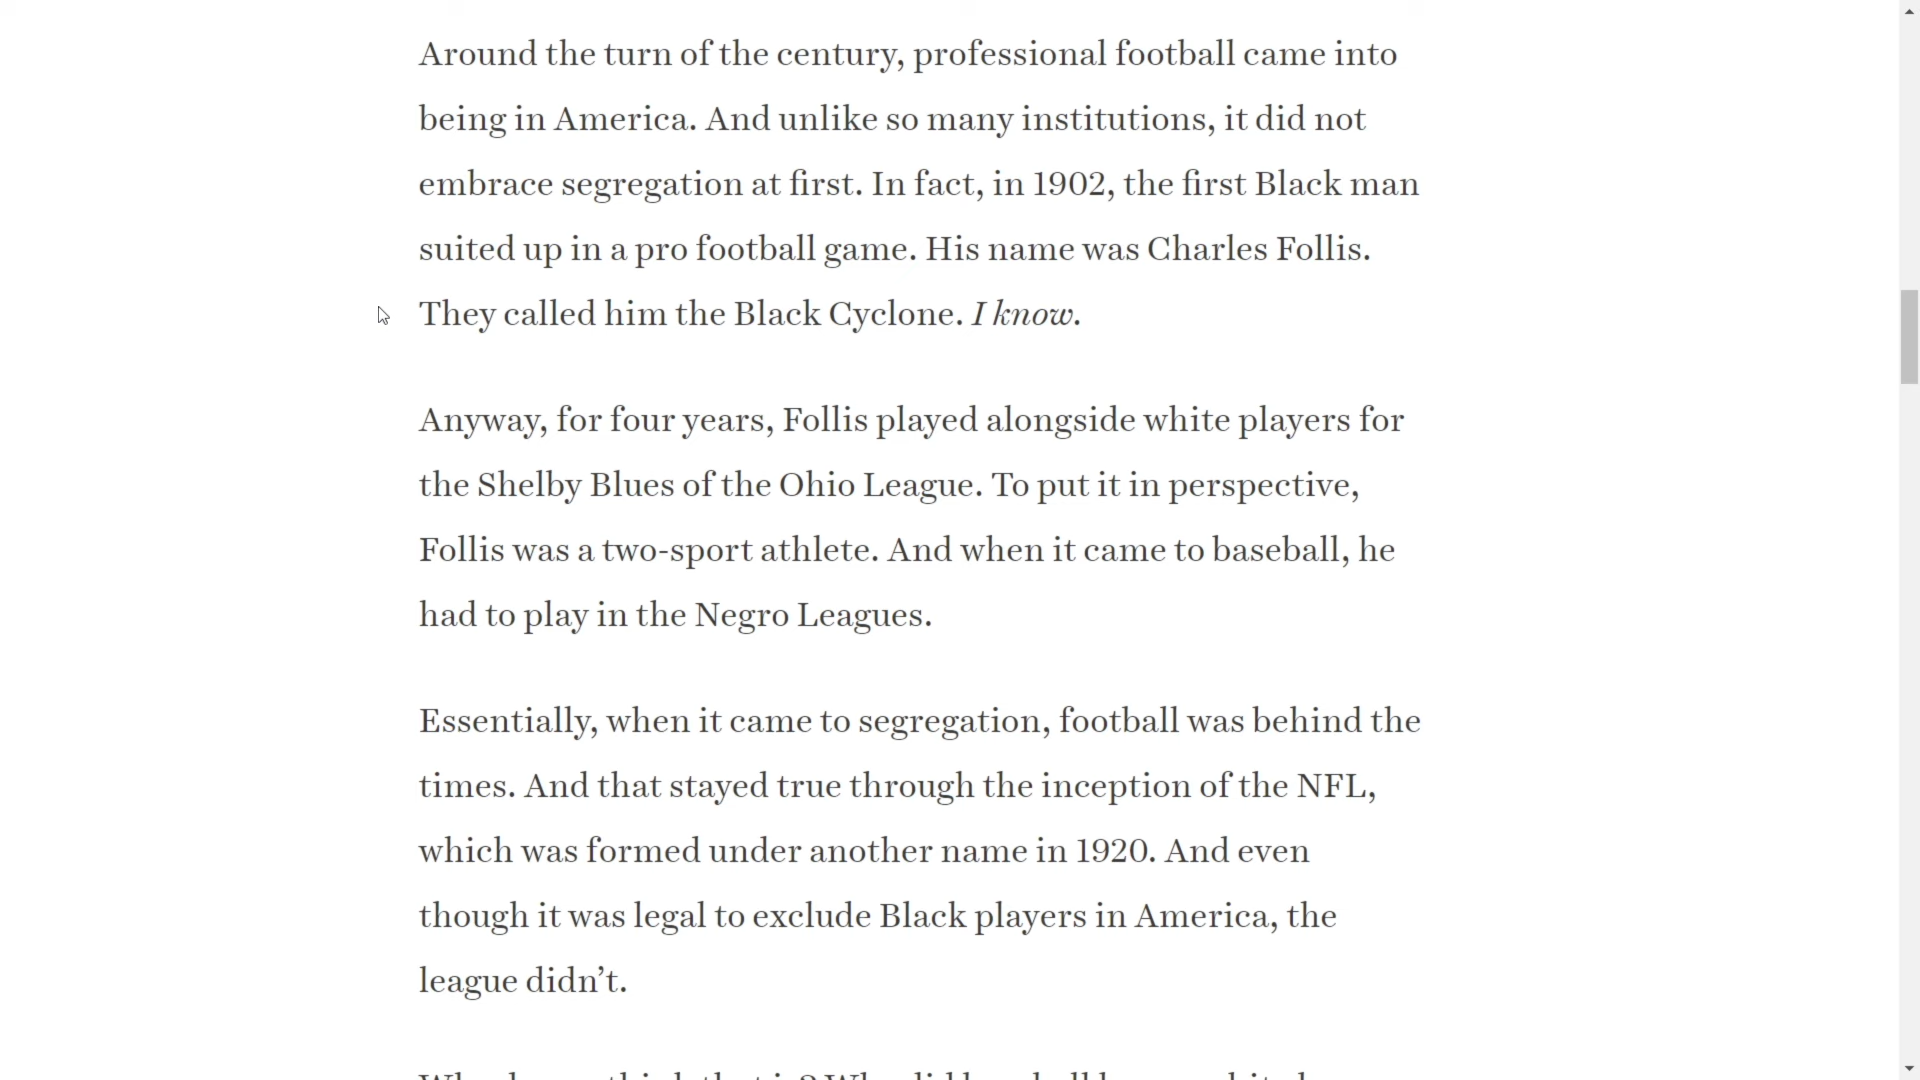 Around the turn of the century, professional football came into
being in America. And unlike so many institutions, it did not
embrace segregation at first. In fact, in 1902, the first Black man
suited up in a pro football game. His name was Charles Follis.
They called him the Black Cyclone. I know.
Anyway, for four years, Follis played alongside white players for
the Shelby Blues of the Ohio League. To put it in perspective,
Follis was a two-sport athlete. And when it came to baseball, he
had to play in the Negro Leagues.
Essentially, when it came to segregation, football was behind the
times. And that stayed true through the inception of the NFL,
which was formed under another name in 1920. And even
though it was legal to exclude Black players in America, the
league didn’t.